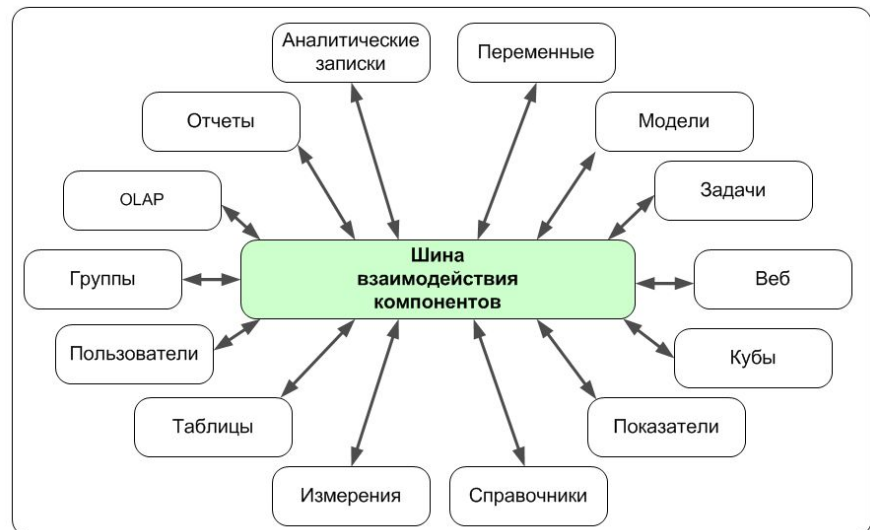 Аналитические
записки
Переменные
Отчеты
Модели
OLAP
Задачи
Шина
взаимодействия
компонентов
Группы
Веб
Пользователи
Кубы
Таблицы
Показатели
Измерения
Справочники